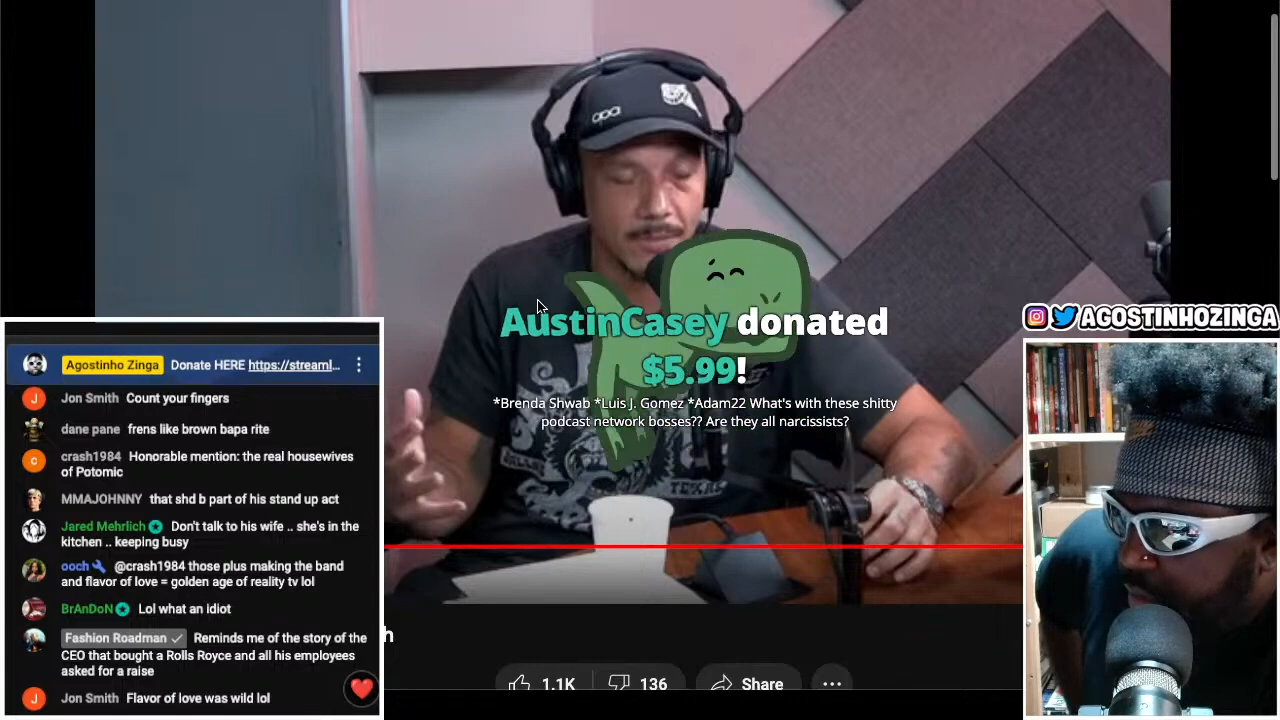 apa
AustinCasey donated
$5.99!
*Brenda Shwab *Luis J. Gomez *Adam22 What's with these shitty
podcast network bosses?? Are they all narcissists?
TEXAS
AGOSTINHOZINGA
Agostinho Zinga Donate HERE https://streaml...
J Jon Smith Count your fingers
dane pane frens like brown bapa rite
c crash1984 Honorable mention: the real housewives
of Potomic
MMAJOHNNY that shd b part of his stand up act
Jared Mehrlich Don't talk to his wife .. she's in the
kitchen .. keeping busy
ooch @crash1984 those plus making the band
and flavor of love = golden age of reality tv lol
BrAnDoN Lol what an idiot
Fashion Roadman Reminds me of the story of the
CEO that bought a Rolls Royce and all his employees
asked for a raise
J Jon Smith Flavor of love was wild lol
h
1.1K 136 Share